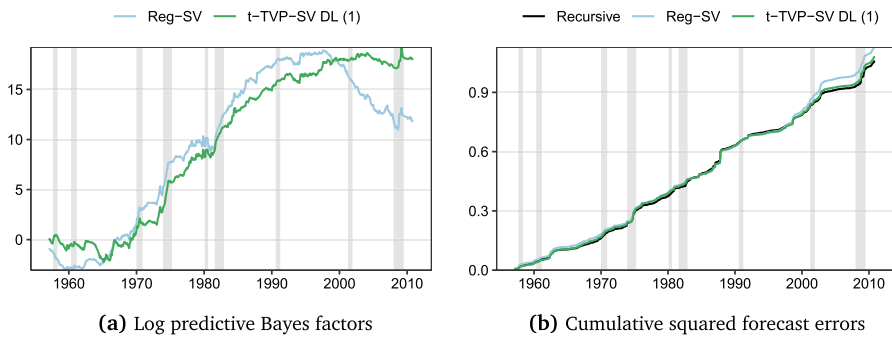 Reg−SV t−TVP−SV DL (1)
15
10
5
0
1960 1970 1980 1990 2000 2010
(a) Log predictive Bayes factors
Recursive Reg−SV t−TVP−SV DL (1)
0.9
0.6
0.3
0.0
1960 1970 1980 1990 2000 2010
(b) Cumulative squared forecast errors